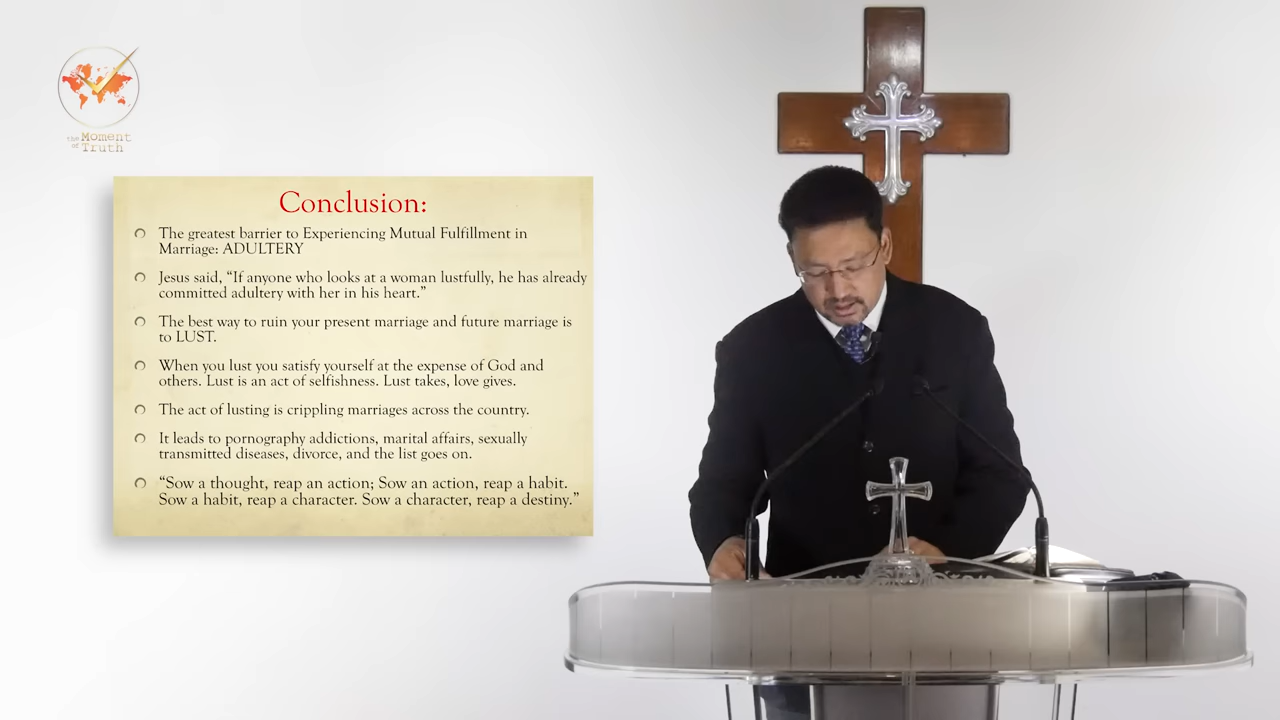 the Moment
of Truth
Conclusion:
The greatest barrier to Experiencing Mutual Fulfillment in
Marriage: ADULTERY
Jesus said, “If anyone who looks at a woman lustfully, he has already
committed adultery with her in his heart.”
The best way to ruin your present marriage and future marriage is
to LUST.
When you lust you satisfy yourself at the expense of God and
others. Lust is an act of selfishness. Lust takes, love gives.
The act of lusting is crippling marriages across the country.
It leads to pornography addictions, marital affairs, sexually
transmitted diseases, divorce, and the list goes on.
“Sow a thought, reap an action; Sow an action, reap a habit.
Sow a habit, reap a character. Sow a character, reap a destiny.”